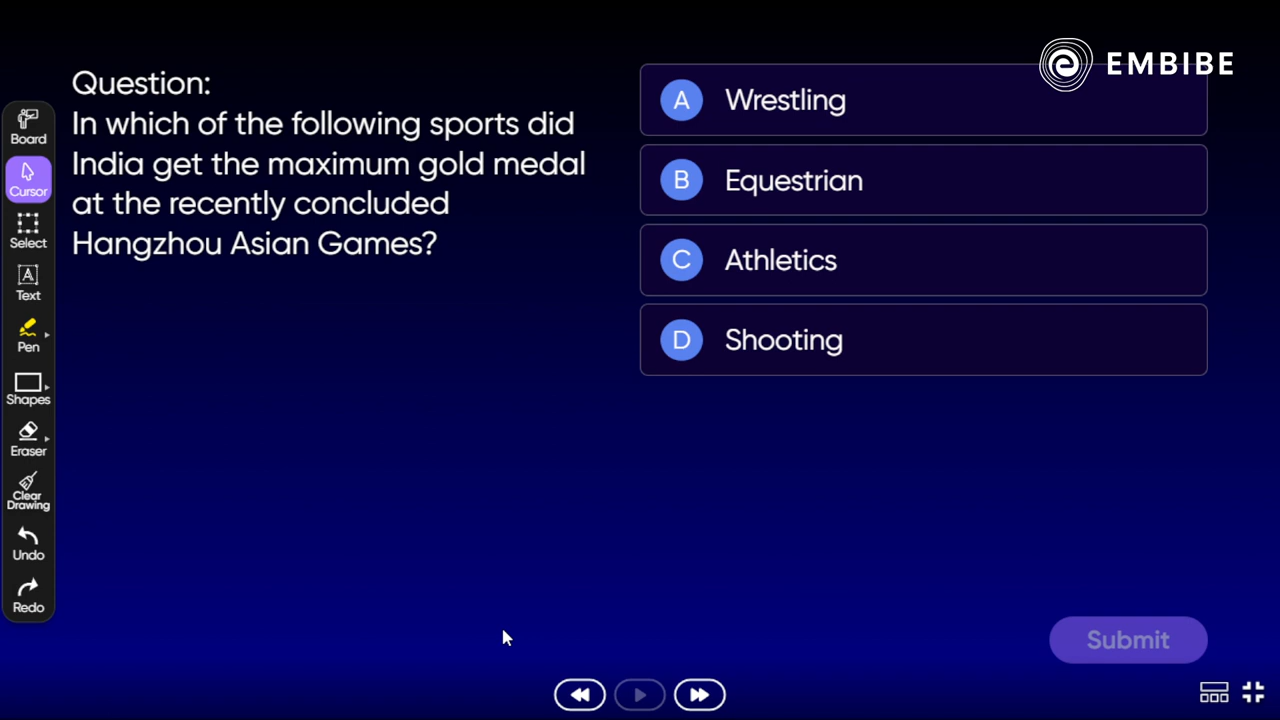 EMBIBE
Question:
In which of the following sports did
India get the maximum gold medal
at the recently concluded
Hangzhou Asian Games?
A Wrestling
B Equestrian
C Athletics
D Shooting
Board
Cursor
Select
A
Text
Pen
Shapes
Eraser
Clear
Drawing
Undo
Redo
Submit